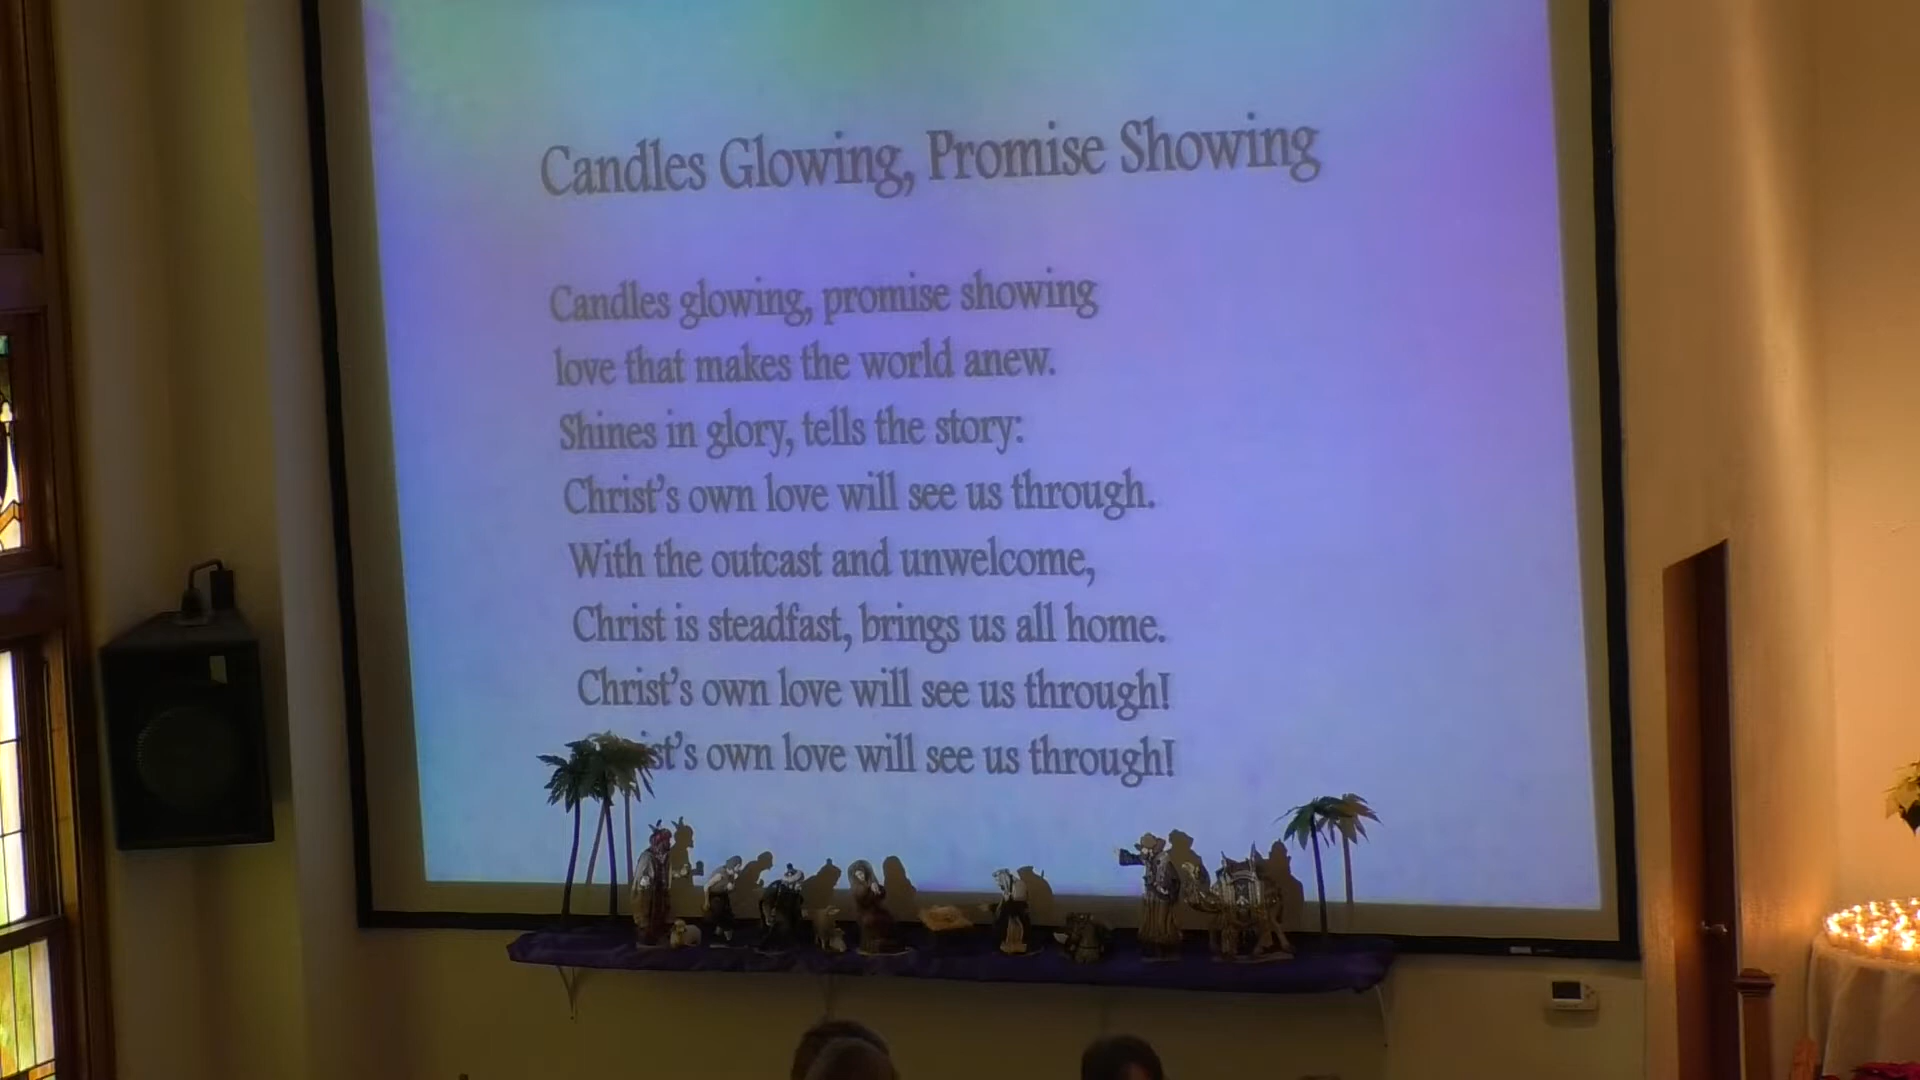 Candles Glowing, Promise Showing
Candles glowing, promise showing
love that makes the world anew.
Shines in glory, tells the story:
Christ's own love will see us through.
With the outcast and unwelcome,
Christ is steadfast, brings us all home.
Christ's own love will see us through!
st's own love will see us through!